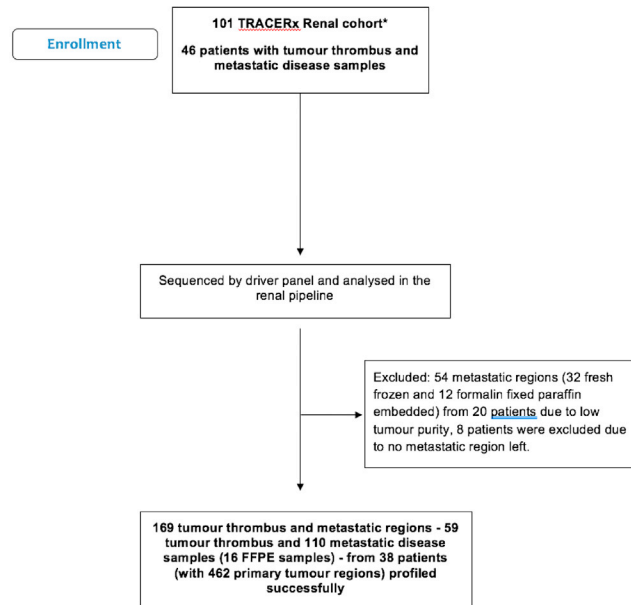 Enrollment
101 TRACERx Renal cohort*
46 patients with tumour thrombus and
metastatic disease samples
Sequenced by driver panel and analysed in the
renal pipeline
Excluded: 54 metastatic regions (32 fresh
frozen and 12 formalin fixed paraffin
embedded) from 20 patients due to low
tumour purity, 8 patients were excluded due
to no metastatic region left.
169 tumour thrombus and metastatic regions - 59
tumour thrombus and 110 metastatic disease
samples (16 FFPE samples) - from 38 patients
(with 462 primary tumour regions) profiled
successfully